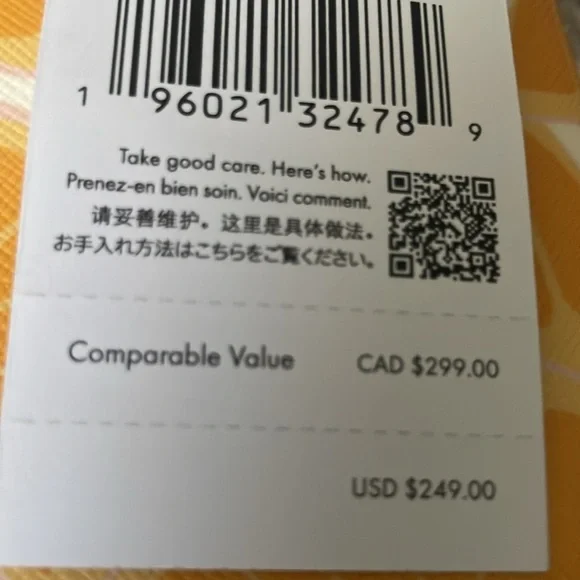 1 96021 32478 9
Take good care. Here's how.
Prenez-en bien soin. Voici comment.
请妥善维护。这里是具体做法。
お手入れ方法はこちらをご覧ください。
Comparable Value CAD $299.00
USD $249.00